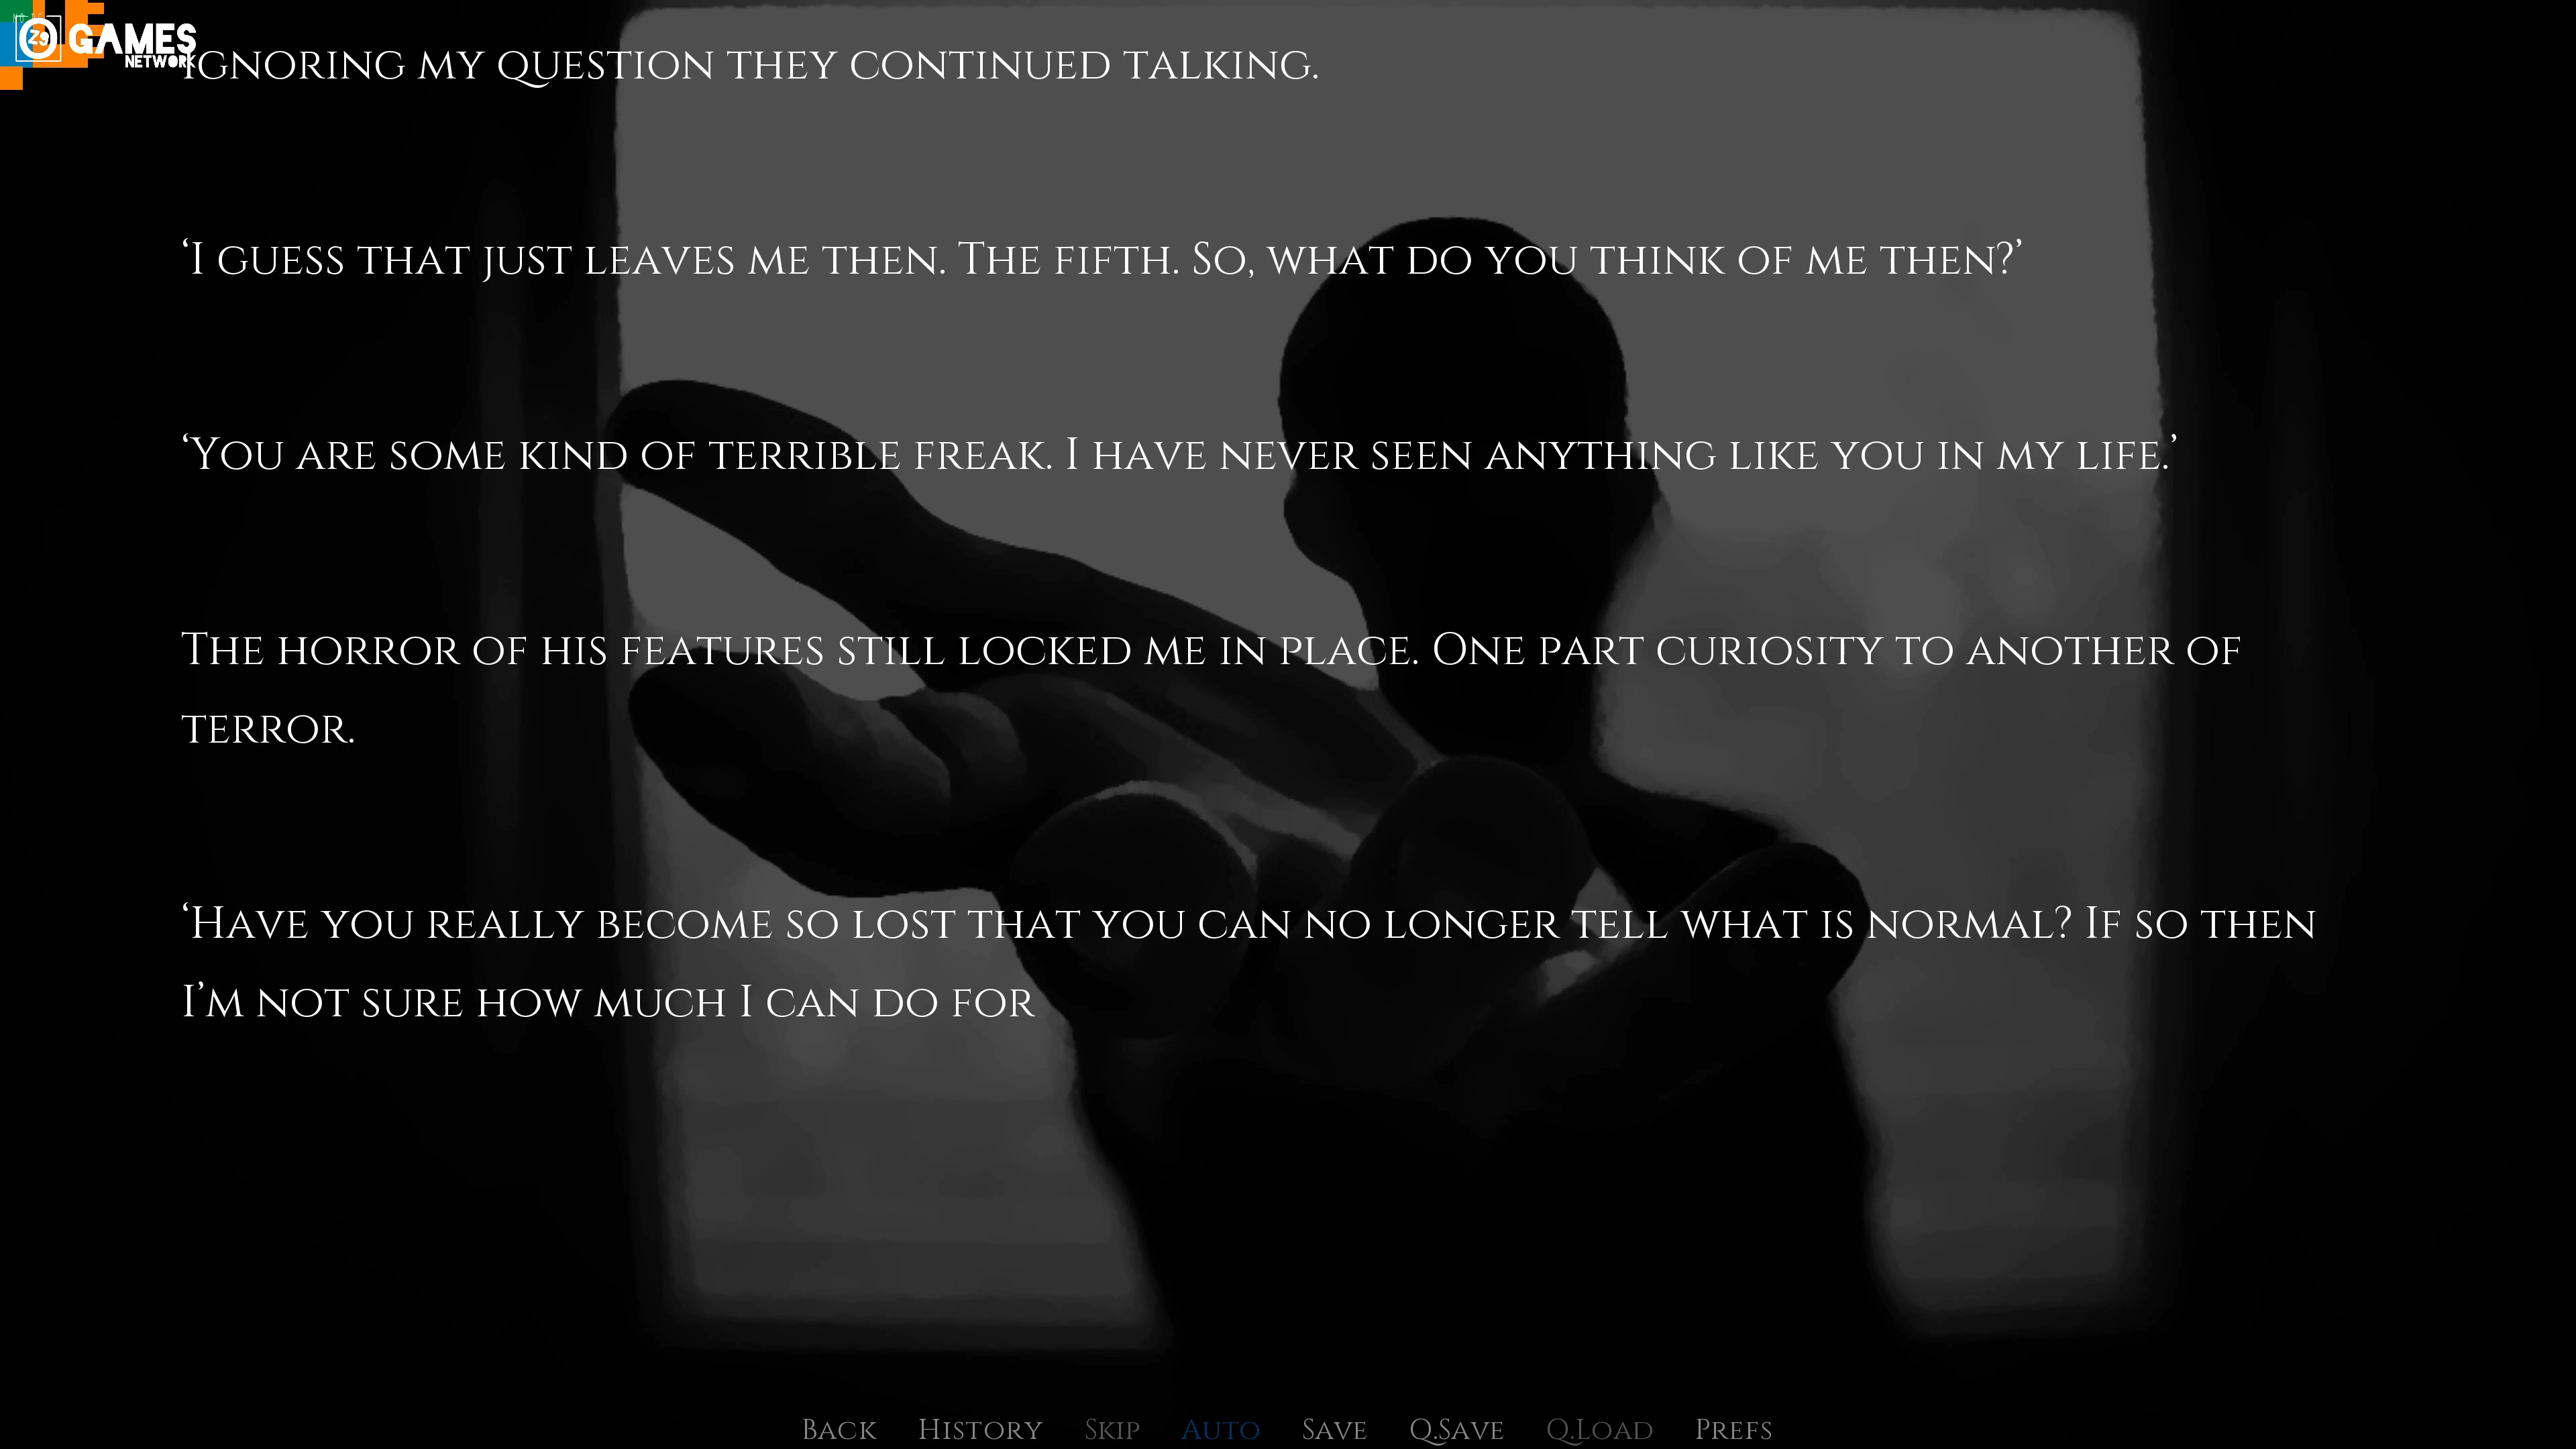 Z9 GAMES
NETWORK
Ignoring my question they continued talking.
‘I guess that just leaves me then. The fifth. So, what do you think of me then?’
‘You are some kind of terrible freak. I have never seen anything like you in my life.’
The horror of his features still locked me in place. One part curiosity to another of
terror.
‘Have you really become so lost that you can no longer tell what is normal? If so then
I’m not sure how much I can do for
Back History Skip Auto Save Q.Save Q.Load Prefs